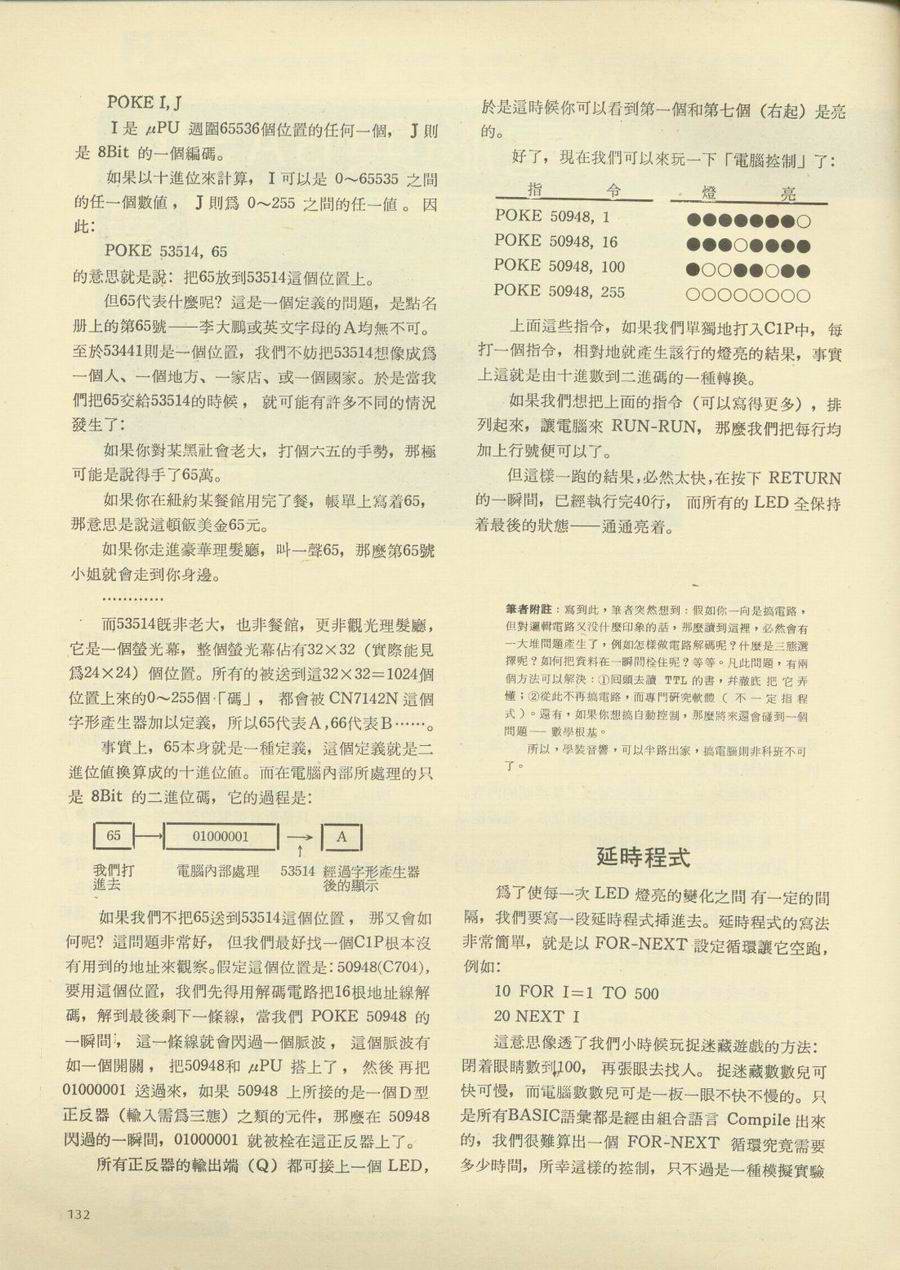 POKE I, J
I 是 μPU 週圍65536個位置的任何一個， J 則
是 8Bit 的一個編碼。
如果以十進位來計算， I 可以是 0～65535 之間
的任一個數值， J 則爲 0～255 之間的任一值。因
此：
POKE 53514, 65
的意思就是說：把65放到53514這個位置上。
但65代表什麼呢？這是一個定義的問題，是點名
册上的第65號——李大鵬或英文字母的A均無不可。
至於53441則是一個位置，我們不妨把53514想像成爲
一個人、一個地方、一家店、或一個國家。於是當我
們把65交給53514的時候， 就可能有許多不同的情況
發生了：
如果你對某黑社會老大，打個六五的手勢，那極
可能是說得手了65萬。
如果你在紐約某餐館用完了餐，帳單上寫着65，
那意思是說這頓飯美金65元。
如果你走進豪華理髮廳，叫一聲65，那麼第65號
小姐就會走到你身邊。
…………
而53514旣非老大，也非餐館，更非觀光理髮廳，
它是一個螢光幕，整個螢光幕佔有32×32（實際能見
爲24×24）個位置。所有的被送到這32×32=1024個
位置上來的0～255個「碼」， 都會被 CN7142N 這個
字形產生器加以定義，所以65代表A,66代表B……。
事實上，65本身就是一種定義，這個定義就是二
進位值換算成的十進位值。而在電腦內部所處理的只
是 8Bit 的二進位碼，它的過程是：
65 01000001 → A
↑
我們打 電腦內部處理 53514 經過字形產生器
進去 後的顯示
如果我們不把65送到53514這個位置， 那又會如
何呢？這問題非常好， 但我們最好找一個C1P根本沒
有用到的地址來觀察。假定這個位置是：50948(C704)，
要用這個位置，我們先得用解碼電路把16根地址線解
碼，解到最後剩下一條線，當我們 POKE 50948 的
一瞬間， 這一條線就會閃過一個脈波， 這個脈波有
如一個開關， 把50948和 μPU 搭上了， 然後再把
01000001 送過來，如果 50948 上所接的是一個D型
正反器（輸入需爲三態）之類的元件，那麼在 50948
閃過的一瞬間，01000001 就被栓在這正反器上了。
所有正反器的輸出端（Q）都可接上一個 LED，
132
於是這時候你可以看到第一個和第七個（右起）是亮
的。
好了，現在我們可以來玩一下「電腦控制」了：
指 令 燈 亮
POKE 50948, 1 ●●●●●●●○
POKE 50948, 16 ●●●○●●●●
POKE 50948, 100 ●○○●●○●●
POKE 50948, 255 ○○○○○○○○
上面這些指令，如果我們單獨地打入C1P中， 每
打一個指令，相對地就產生該行的燈亮的結果，事實
上這就是由十進數到二進碼的一種轉換。
如果我們想把上面的指令（可以寫得更多），排
列起來，讓電腦來 RUN-RUN， 那麼我們把每行均
加上行號便可以了。
但這樣一跑的結果，必然太快，在按下 RETURN
的一瞬間，已經執行完40行， 而所有的 LED 全保持
着最後的狀態——通通亮着。
筆者附註：寫到此，筆者突然想到：假如你一向是搞電路，
但對邏輯電路又没什麼印象的話，那麼讀到這裡，必然會有
一大堆問題產生了，例如怎樣做電路解碼呢？什麼是三態選
擇呢？如何把資料在一瞬間栓住呢？等等。凡此問題，有兩
個方法可以解決：①回頭去讀 TTL 的書，幷徹底 把 它 弄
懂；②從此不再搞電路，而專門研究軟體（ 不 一 定 指 程
式）。還有，如果你想搞自動控制，那麼將來還會碰到一個
問題——數學根基。
所以，學裝音響，可以半路出家，搞電腦則非科班不可
了。
延時程式
爲了使每一次 LED 燈亮的變化之間 有一定的間
隔，我們要寫一段延時程式挿進去。延時程式的寫法
非常簡單，就是以 FOR-NEXT 設定循環讓它空跑，
例如：
10 FOR I=1 TO 500
20 NEXT I
這意思像透了我們小時候玩捉迷藏遊戲的方法：
閉着眼睛數到100， 再張眼去找人。 捉迷藏數數兒可
快可慢，而電腦數數兒可是一板一眼不快不慢的。只
是所有BASIC語彙都是經由組合語言 Compile 出來
的，我們很難算出一個 FOR-NEXT 循環究竟需要
多少時間，所幸這樣的控制，只不過是一種模擬實驗